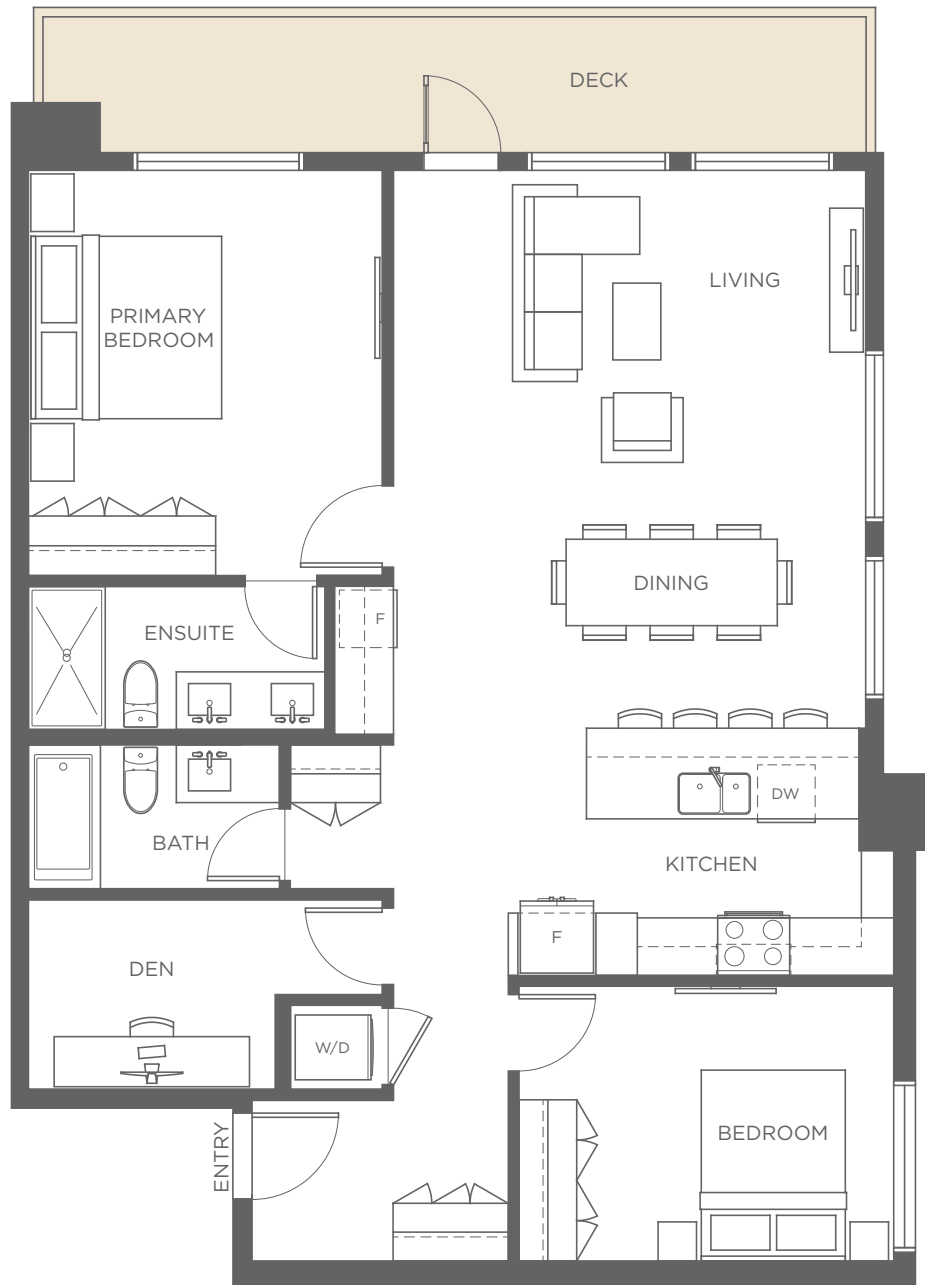 DECK
LIVING
PRIMARY
BEDROOM
DINING
F
ENSUITE
DW
BATH
KITCHEN
F
DEN
W/D
BEDROOM
ENTRY